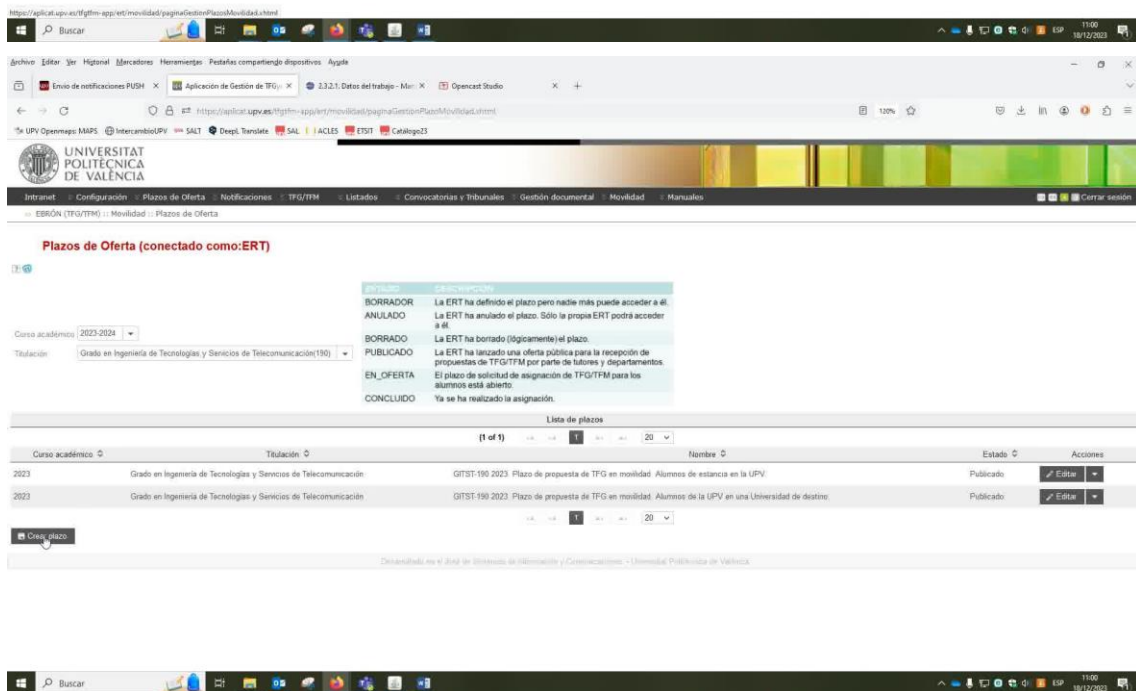 https://aplicat.upv.es/tfgtfm-app/ert/movilidad/paginaGestionPlazosMovilidad.xhtml
Buscar
ESP
11:00
18/12/2023
Archivo Editar Ver Historial Marcadores Herramientas Pestañas compartiendo dispositivos Ayuda
Envío de notificaciones PUSH
Aplicación de Gestión de TFGy
2.3.2.1. Datos del trabajo - Man
Opencast Studio
https://aplicat.upv.es/tfgtfm-app/ert/movilidad/paginaGestionPlazosMovilidad.xhtml
120%
UPV Openmaps: MAPS IntercambioUPV SALT DeepL Translate SAL ACLES ETSIT Catálogo23
UNIVERSITAT
POLITÈCNICA
DE VALÈNCIA
Intranet :: Configuración :: Plazos de Oferta :: Notificaciones :: TFG/TFM :: Listados :: Convocatorias y Tribunales :: Gestión documental :: Movilidad :: Manuales
Cerrar sesión
EBRÓN (TFG/TFM) :: Movilidad :: Plazos de Oferta
Plazos de Oferta (conectado como:ERT)
ESTADO DESCRIPCIÓN
BORRADOR La ERT ha definido el plazo pero nadie más puede acceder a él.
ANULADO La ERT ha anulado el plazo. Sólo la propia ERT podrá acceder
a él.
BORRADO La ERT ha borrado (lógicamente) el plazo.
PUBLICADO La ERT ha lanzado una oferta pública para la recepción de
propuestas de TFG/TFM por parte de tutores y departamentos.
EN_OFERTA El plazo de solicitud de asignación de TFG/TFM para los
alumnos está abierto.
CONCLUIDO Ya se ha realizado la asignación.
Curso académico 2023-2024
Titulación Grado en Ingeniería de Tecnologías y Servicios de Telecomunicación(190)
Lista de plazos
(1 of 1) 1 20
Curso académico Titulación Nombre Estado Acciones
2023 Grado en Ingeniería de Tecnologías y Servicios de Telecomunicación GITST-190 2023 Plazo de propuesta de TFG en movilidad Alumnos de estancia en la UPV. Publicado Editar
2023 Grado en Ingeniería de Tecnologías y Servicios de Telecomunicación GITST-190 2023 Plazo de propuesta de TFG en movilidad Alumnos de la UPV en una Universidad de destino. Publicado Editar
1 20
Crear plazo
Buscar
ESP
11:00
18/12/2023